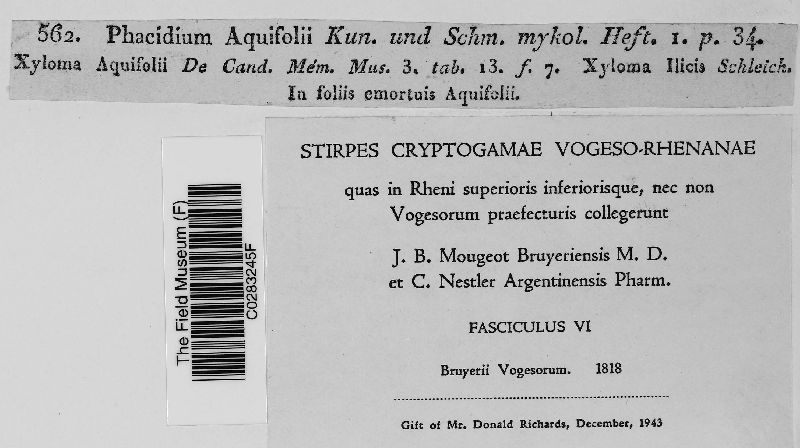 562. Phacidium Aquifolii Kun. und Schm. mykol. Heft. 1. p. 34.
Xyloma Aquifolii De Cand. Mém. Mus. 3. tab. 13. f. 7. Xyloma Ilicis Schleich.
In foliis emortuis Aquifolii.
STIRPES CRYPTOGAMAE VOGESO-RHENANAE
quas in Rheni superioris inferiorisque, nec non
Vogesorum praefecturis collegerunt
J. B. Mougeot Bruyeriensis M. D.
et C. Nestler Argentinensis Pharm.
FASCICULUS VI
Bruyerii Vogesorum. 1818
Gift of Mr. Donald Richards, December, 1943
The Field Museum (F)
C0283245F